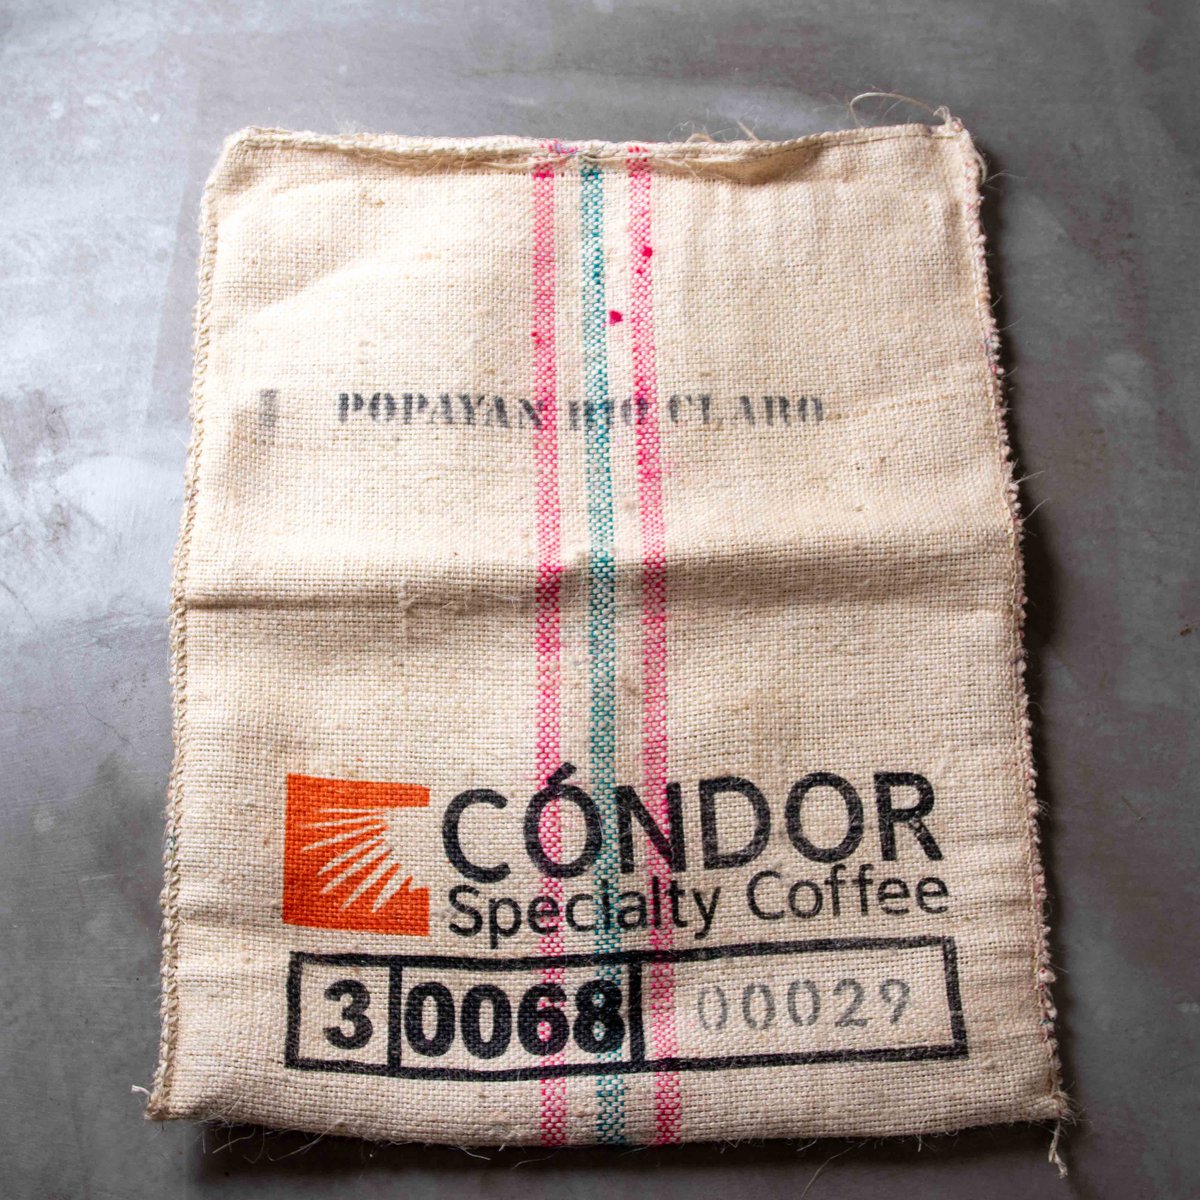 POPAYAN RIO CLARO
CÓNDOR
Specialty Coffee
3 0068 00029